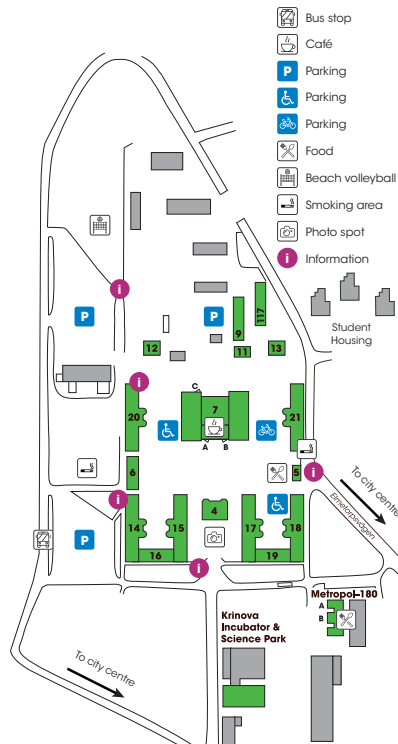 Bus stop
Café
P Parking
Parking
Parking
Food
Beach volleyball
Smoking area
Photo spot
i Information
Student
Housing
i
P
P
9
117
12
11
13
i
C
7
20
21
A B
6
5
i
Elmetorpsvägen
To city centre
i
4
14
15
17
18
P
16
19
i
Metropol–180
A
B
Krinova
Incubator &
Science Park
To city centre